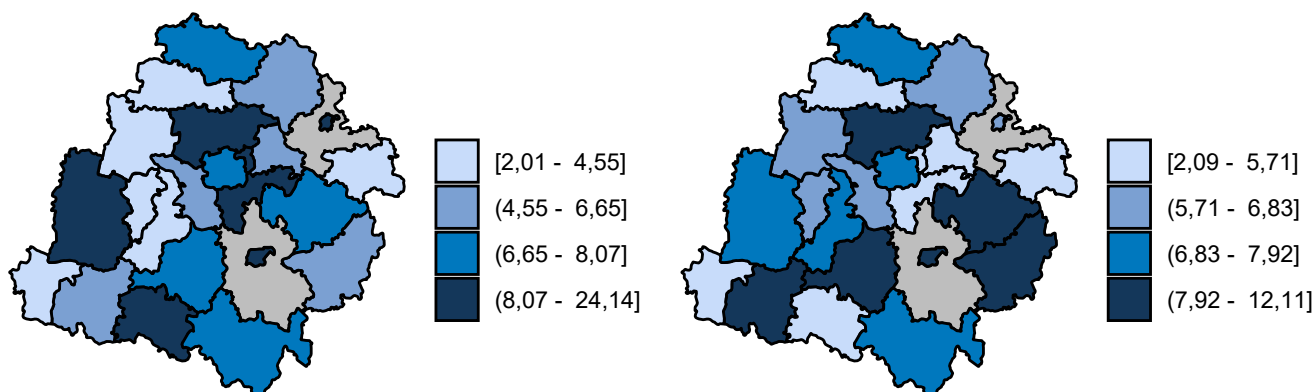 [2,01 - 4,55]
(4,55 - 6,65]
(6,65 - 8,07]
(8,07 - 24,14]
[2,09 - 5,71]
(5,71 - 6,83]
(6,83 - 7,92]
(7,92 - 12,11]